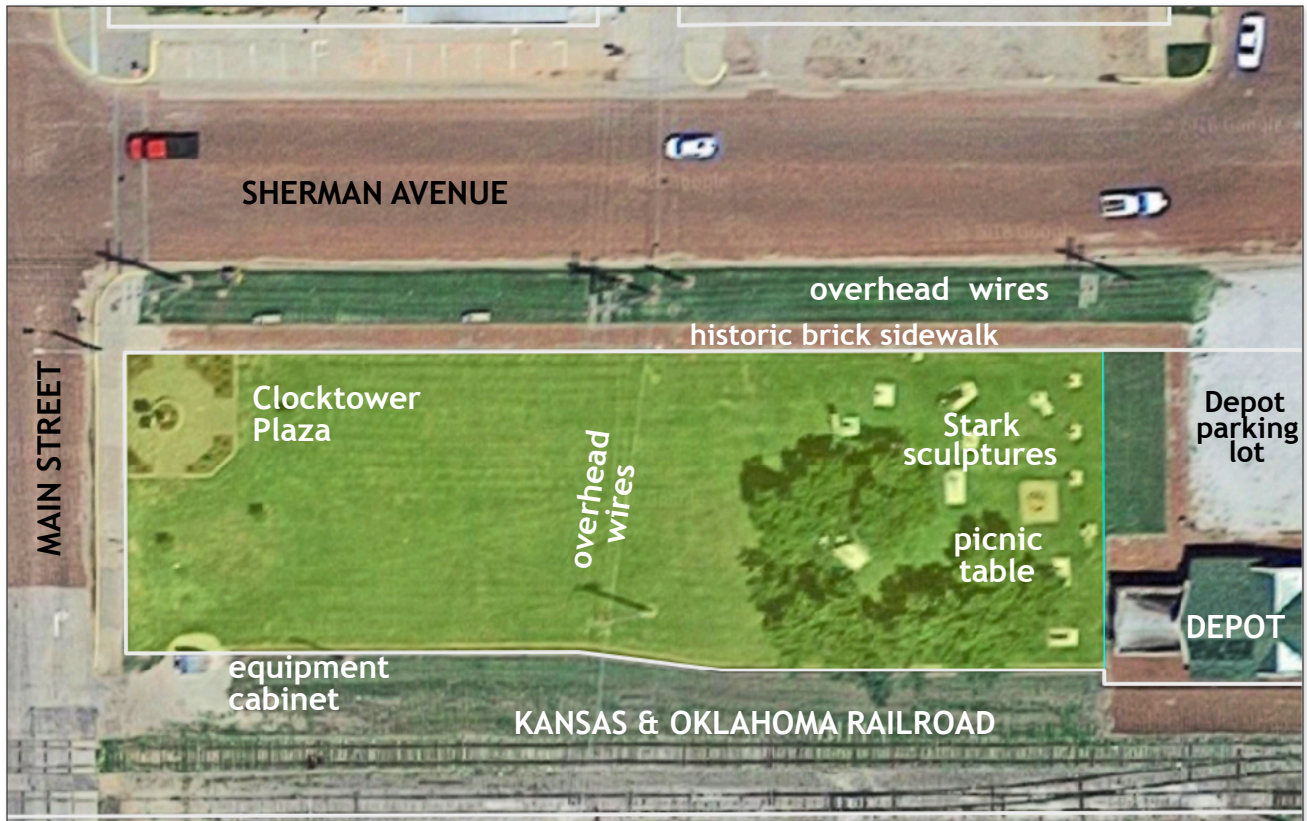 SHERMAN AVENUE
overhead wires
historic brick sidewalk
MAIN STREET
Clocktower
Plaza
overhead
wires
Stark
sculptures
picnic
table
Depot
parking
lot
DEPOT
equipment
cabinet
KANSAS & OKLAHOMA RAILROAD